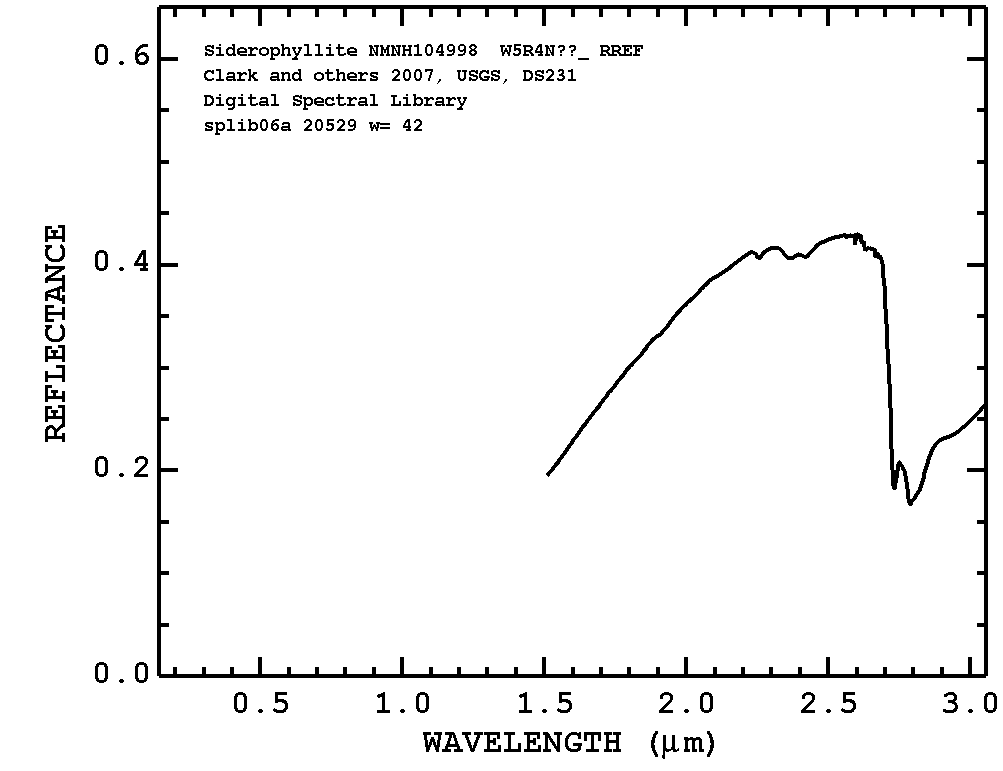 Siderophyllite NMNH104998  W5R4N??_ RREF
Clark and others 2007, USGS, DS231
Digital Spectral Library
splib06a 20529 w= 42
REFLECTANCE
0.6
0.4
0.2
0.0
0.5 1.0 1.5 2.0 2.5 3.0
WAVELENGTH (μm)